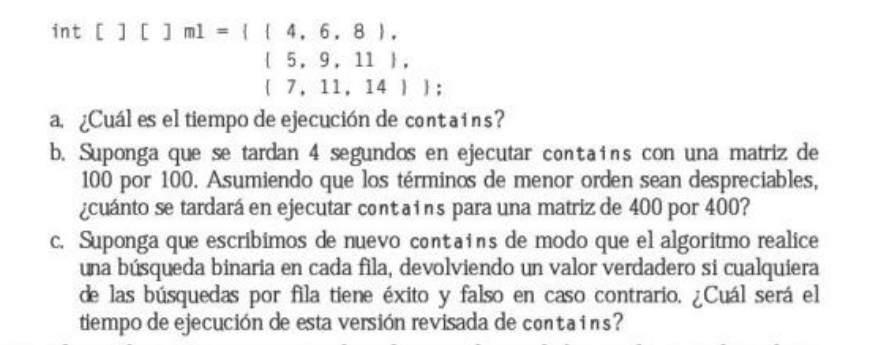 int [ ] [ ] m1 = { { 4, 6, 8 },
{ 5, 9, 11 },
{ 7, 11, 14 } };
a. ¿Cuál es el tiempo de ejecución de contains?
b. Suponga que se tardan 4 segundos en ejecutar contains con una matriz de
100 por 100. Asumiendo que los términos de menor orden sean despreciables,
¿cuánto se tardará en ejecutar contains para una matriz de 400 por 400?
c. Suponga que escribimos de nuevo contains de modo que el algoritmo realice
una búsqueda binaria en cada fila, devolviendo un valor verdadero si cualquiera
de las búsquedas por fila tiene éxito y falso en caso contrario. ¿Cuál será el
tiempo de ejecución de esta versión revisada de contains?